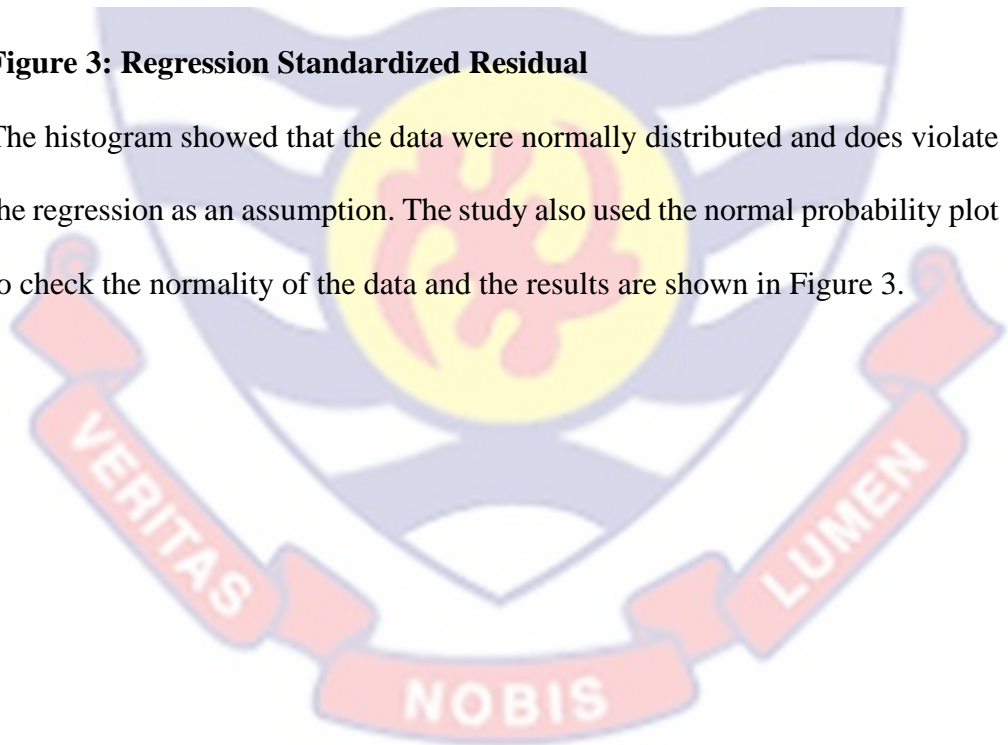 Figure 3: Regression Standardized Residual
The histogram showed that the data were normally distributed and does violate
the regression as an assumption. The study also used the normal probability plot
to check the normality of the data and the results are shown in Figure 3.
VERITAS
NOBIS
LUMEN